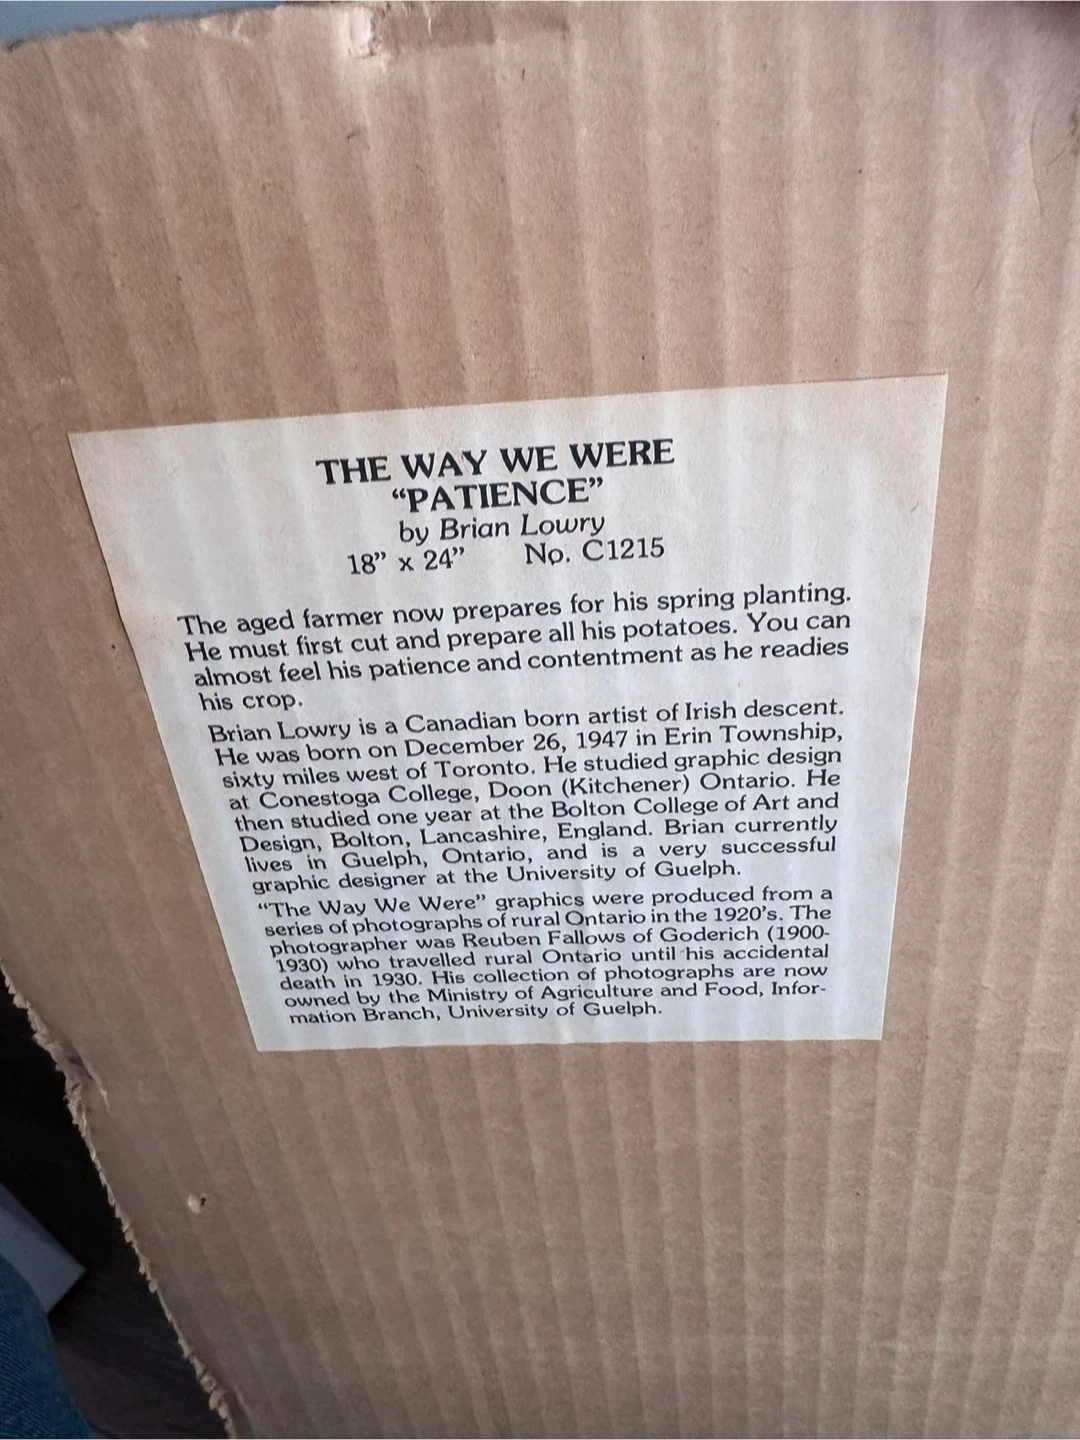 THE WAY WE WERE
“PATIENCE”
by Brian Lowry
18” x 24” No. C1215
The aged farmer now prepares for his spring planting.
He must first cut and prepare all his potatoes. You can
almost feel his patience and contentment as he readies
his crop.
Brian Lowry is a Canadian born artist of Irish descent.
He was born on December 26, 1947 in Erin Township,
sixty miles west of Toronto. He studied graphic design
at Conestoga College, Doon (Kitchener) Ontario. He
then studied one year at the Bolton College of Art and
Design, Bolton, Lancashire, England. Brian currently
lives in Guelph, Ontario, and is a very successful
graphic designer at the University of Guelph.
“The Way We Were” graphics were produced from a
series of photographs of rural Ontario in the 1920’s. The
photographer was Reuben Fallows of Goderich (1900-
1930) who travelled rural Ontario until his accidental
death in 1930. His collection of photographs are now
owned by the Ministry of Agriculture and Food, Infor-
mation Branch, University of Guelph.